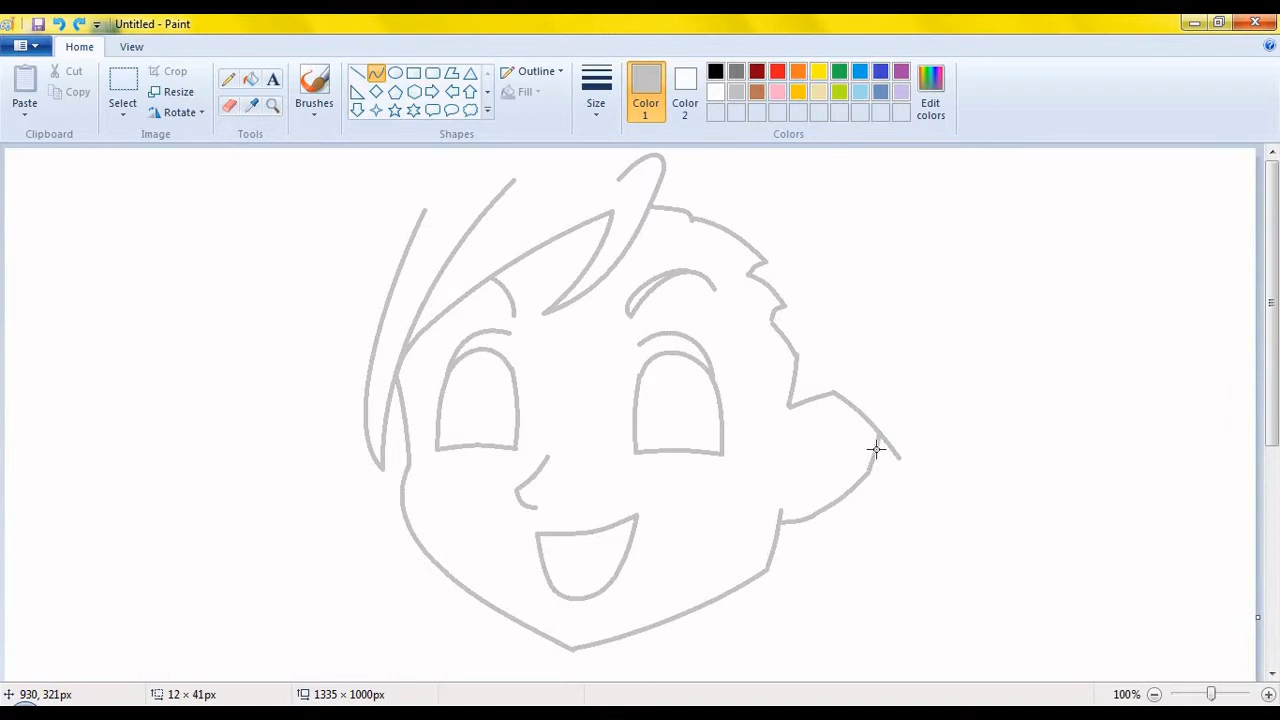 Untitled - Paint
Home View
Paste
Cut
Copy
Clipboard
Select
Crop
Resize
Rotate
Image
A
Tools
Brushes
Outline
Fill
Shapes
Size
Color 1
Color 2
Edit colors
Colors
930, 321px
12 × 41px
1335 × 1000px
100%